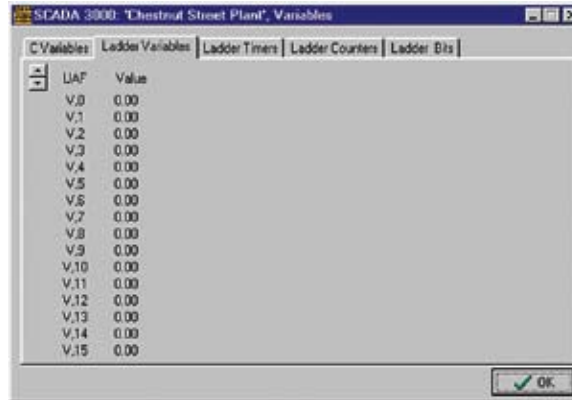 SCADA 3000: "Chestnut Street Plant", Variables
C Variables Ladder Variables Ladder Timers Ladder Counters Ladder Bits
UAF Value
V,0 0.00
V,1 0.00
V,2 0.00
V,3 0.00
V,4 0.00
V,5 0.00
V,6 0.00
V,7 0.00
V,8 0.00
V,9 0.00
V,10 0.00
V,11 0.00
V,12 0.00
V,13 0.00
V,14 0.00
V,15 0.00
OK